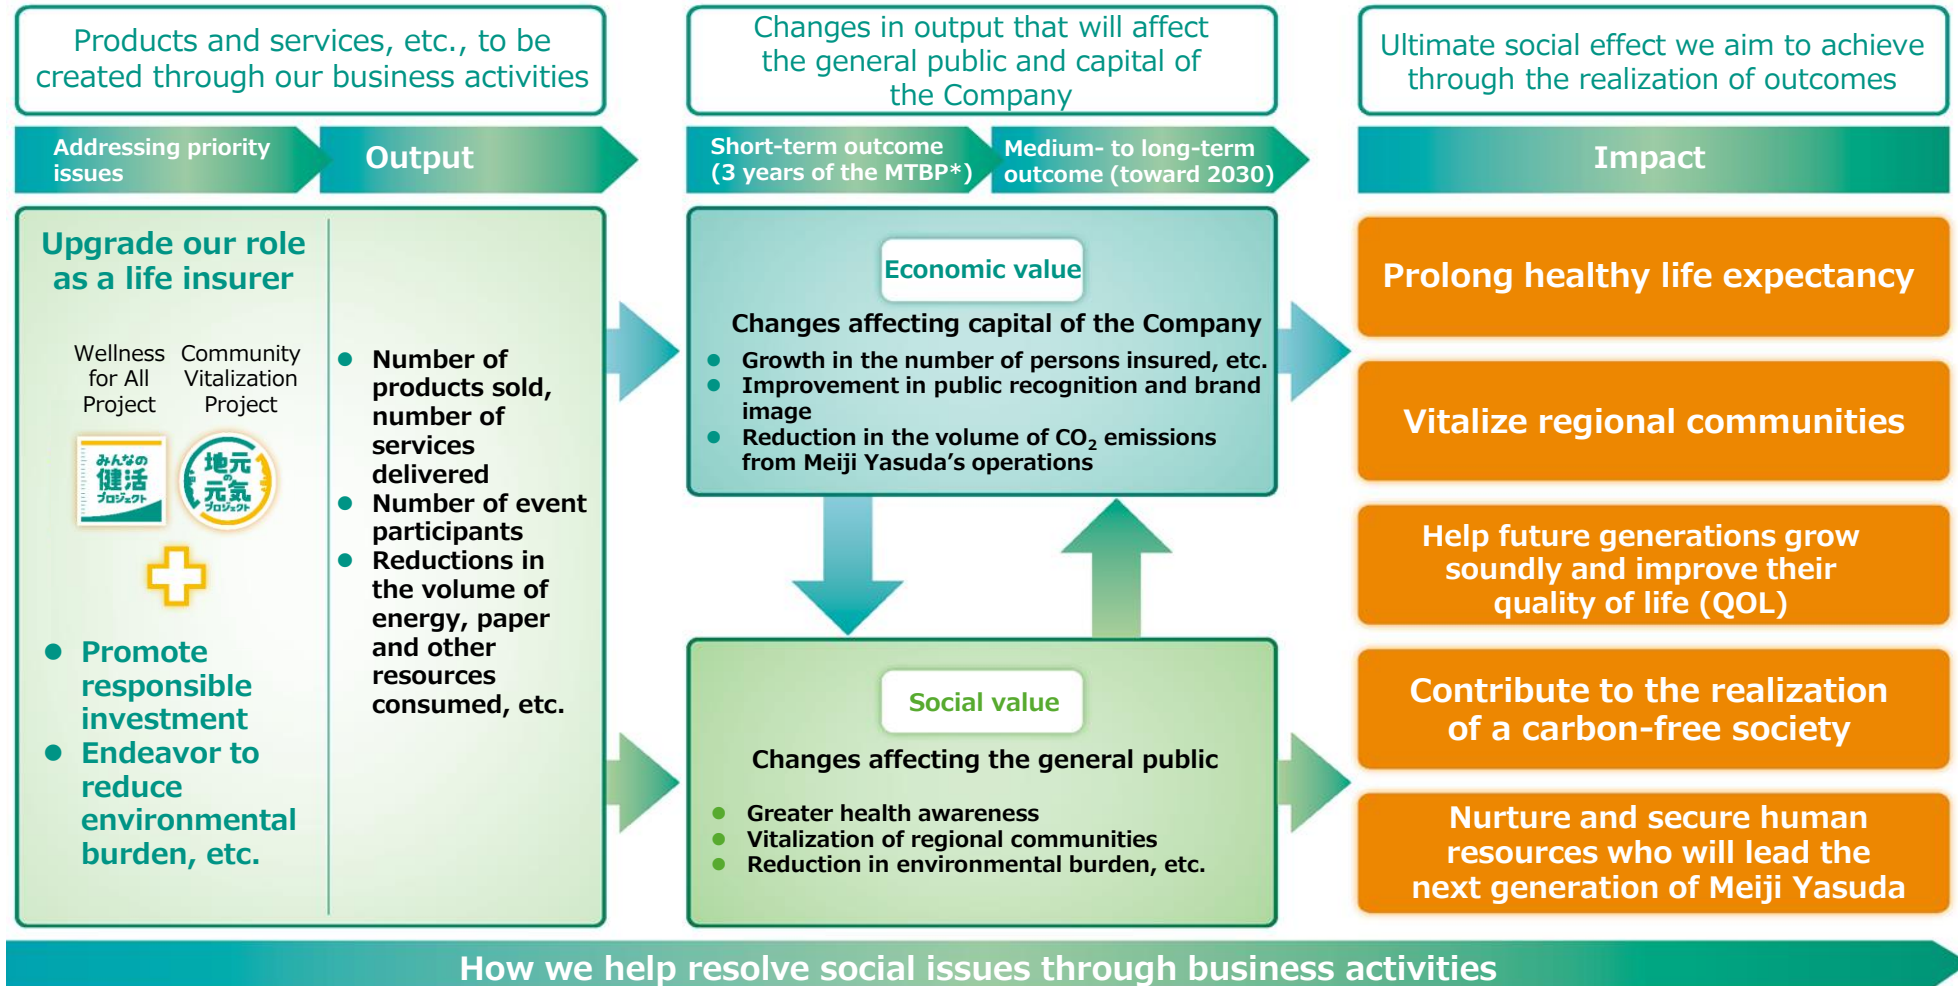 Products and services, etc., to be
created through our business activities
Changes in output that will affect
the general public and capital of
the Company
Ultimate social effect we aim to achieve
through the realization of outcomes
Addressing priority
issues
Output
Short-term outcome
(3 years of the MTBP*)
Medium- to long-term
outcome (toward 2030)
Impact
Upgrade our role
as a life insurer
Wellness
for All
Project
Community
Vitalization
Project
みんなの
健活
プロジェクト
地元
の
元気
プロジェクト
● Promote
responsible
investment
● Endeavor to
reduce
environmental
burden, etc.
● Number of
products sold,
number of
services
delivered
● Number of event
participants
● Reductions in
the volume of
energy, paper
and other
resources
consumed, etc.
Economic value
Changes affecting capital of the Company
● Growth in the number of persons insured, etc.
● Improvement in public recognition and brand
image
● Reduction in the volume of CO₂ emissions
from Meiji Yasuda’s operations
Social value
Changes affecting the general public
● Greater health awareness
● Vitalization of regional communities
● Reduction in environmental burden, etc.
Prolong healthy life expectancy
Vitalize regional communities
Help future generations grow
soundly and improve their
quality of life (QOL)
Contribute to the realization
of a carbon-free society
Nurture and secure human
resources who will lead the
next generation of Meiji Yasuda
How we help resolve social issues through business activities